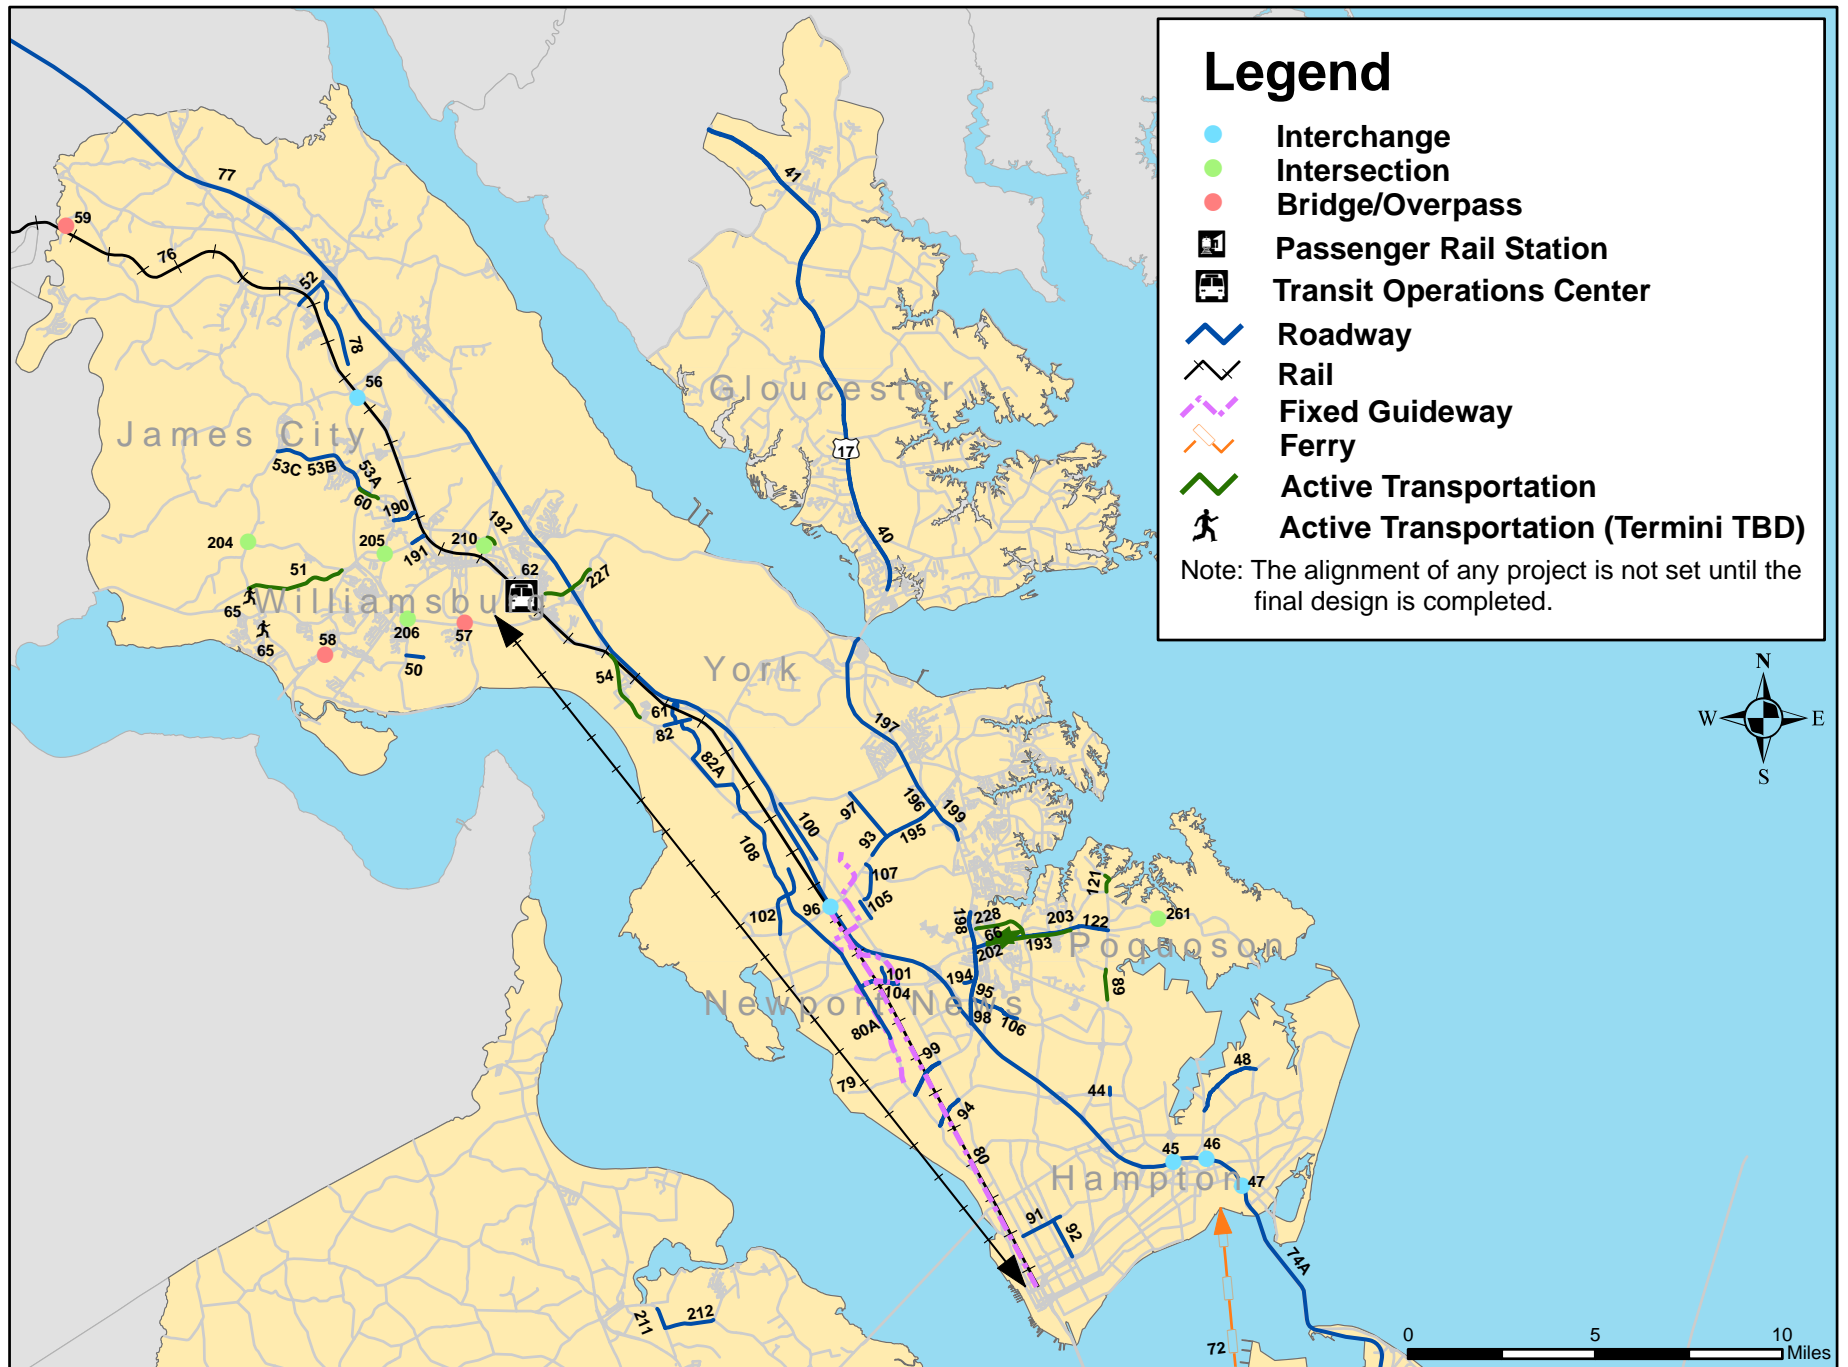 Legend
Interchange
Intersection
Bridge/Overpass
Passenger Rail Station
Transit Operations Center
Roadway
Rail
Fixed Guideway
Ferry
Active Transportation
Active Transportation (Termini TBD)
Note: The alignment of any project is not set until the
final design is completed.
N
W E
S
77
41
59
76
52
78
56
Gloucester
James City
17
53C 53B 53A
60
190
191
192
210
204
205
40
51
62
227
65
Williamsburg
65
58
206
57
50
54
York
61
82
82A
197
97
196
199
100
93
195
108
107
105
121
102
96
198
228
66
203
122
261
202
193
Poquoson
101
104
194
95
89
Newport News
98
106
80A
99
79
48
44
94
80
45
46
47
Hampton
91
92
74A
211
212
72
0 5 10
Miles